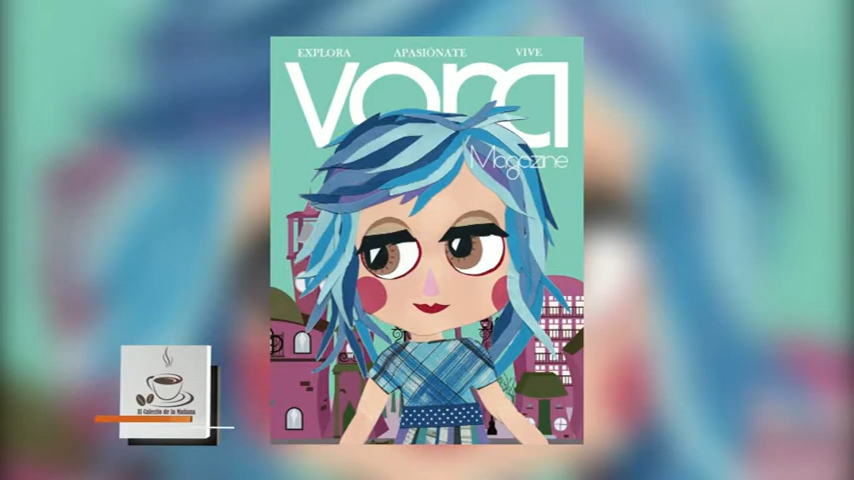 EXPLORA APASIÓNATE VIVE
vora
Magazine
El Cafecito de la Mañana